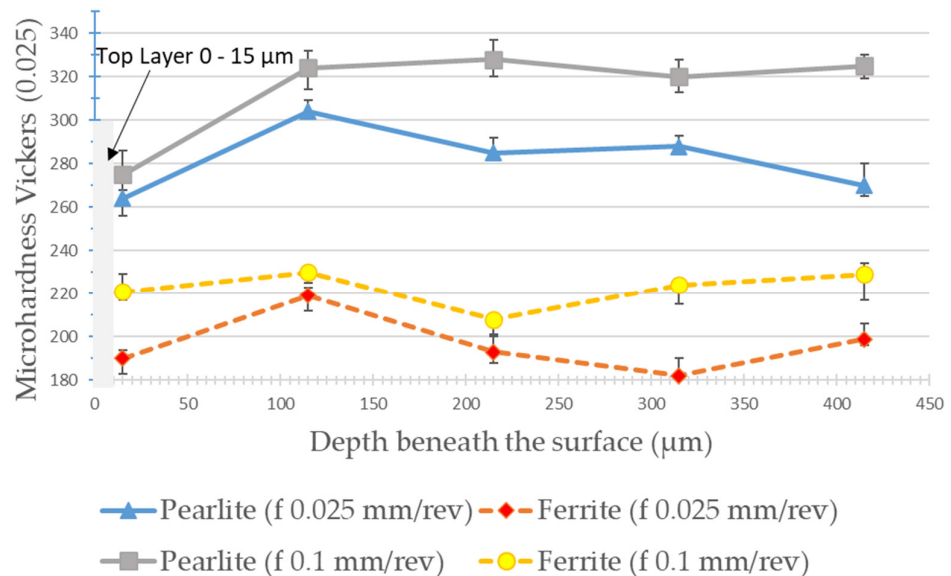 340
Top Layer 0 - 15 µm
320
300
280
260
240
220
200
180
Microhardness Vickers (0.025)
0 50 100 150 200 250 300 350 400 450
Depth beneath the surface (µm)
Pearlite (f 0.025 mm/rev) Ferrite (f 0.025 mm/rev)
Pearlite (f 0.1 mm/rev) Ferrite (f 0.1 mm/rev)